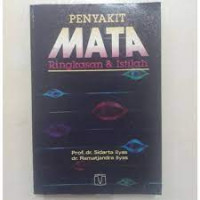 PENYAKIT
MATA
Ringkasan & Istilah
Prof. dr. Sidarta Ilyas
dr. Ramatjandra Ilyas